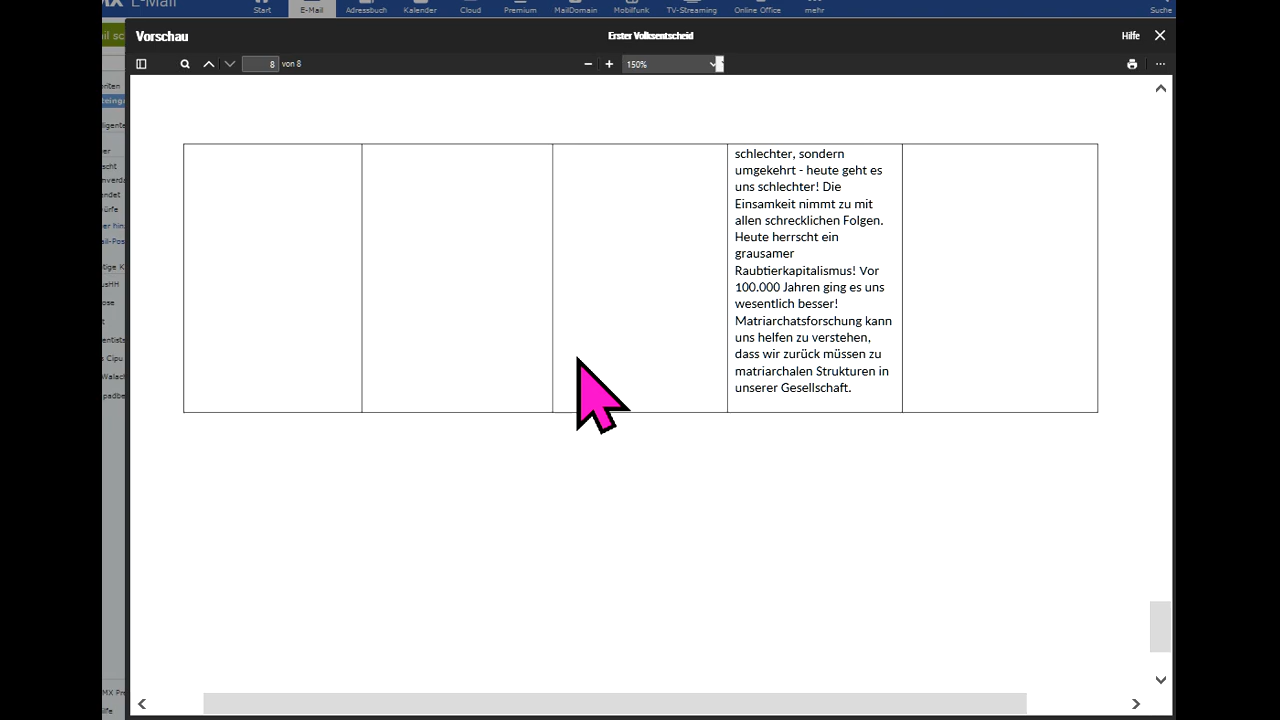 E-Mail
Start
E-Mail
Adressbuch
Kalender
Cloud
Premium
MailDomain
Mobilfunk
TV-Streaming
Online Office
mehr
Suche
Vorschau
Erster Volksentscheid
Hilfe
8 von 8
150%
schlechter, sondern
umgekehrt - heute geht es
uns schlechter! Die
Einsamkeit nimmt zu mit
allen schrecklichen Folgen.
Heute herrscht ein
grausamer
Raubtierkapitalismus! Vor
100.000 Jahren ging es uns
wesentlich besser!
Matriarchatsforschung kann
uns helfen zu verstehen,
dass wir zurück müssen zu
matriarchalen Strukturen in
unserer Gesellschaft.